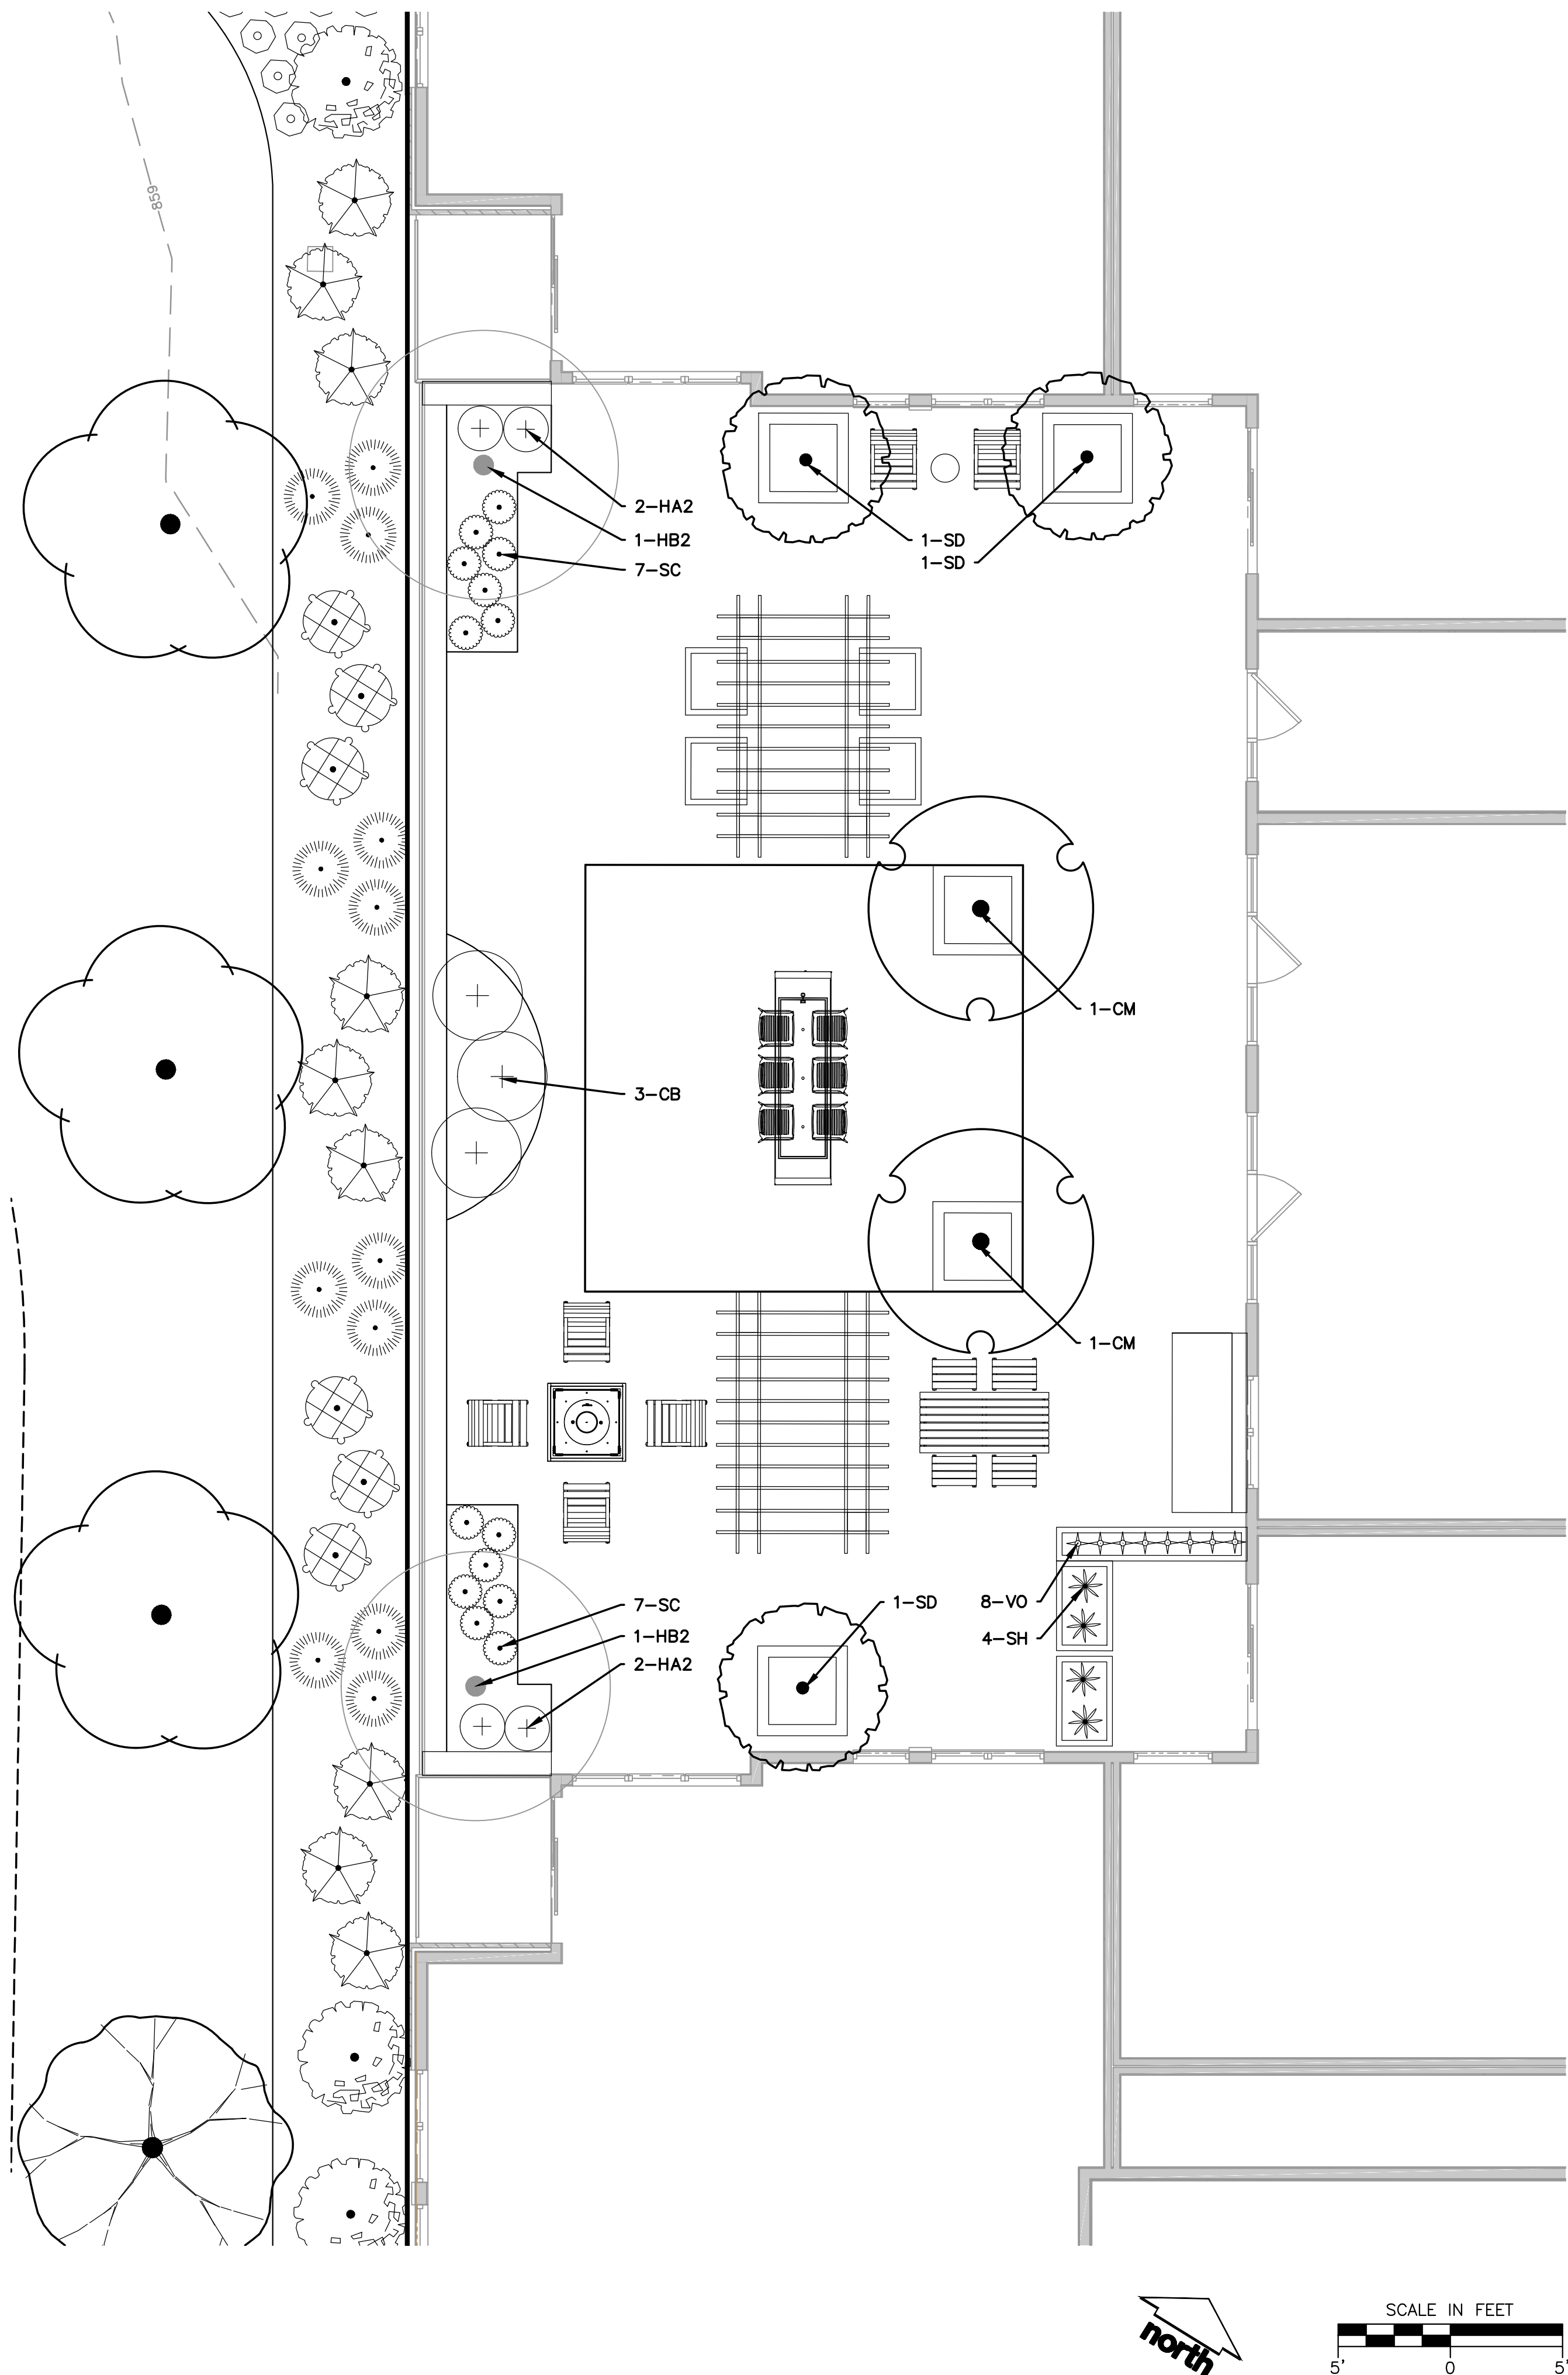 859
2-HA2
1-HB2
7-SC
1-SD
1-SD
1-CM
3-CB
1-CM
7-SC
1-HB2
2-HA2
1-SD
8-VO
4-SH
north
SCALE IN FEET
5' 0 5'